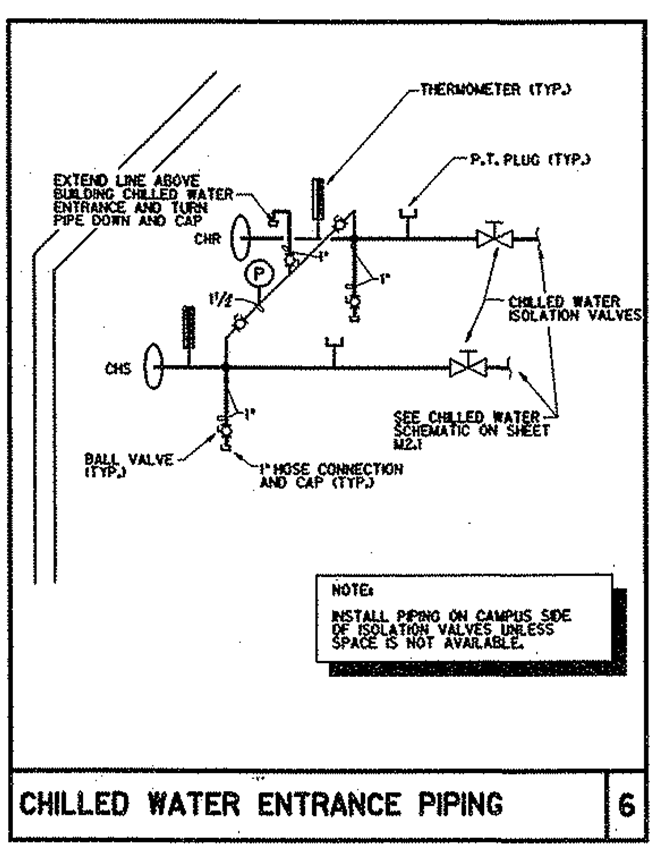 THERMOMETER (TYP.)
P.T. PLUG (TYP.)
EXTEND LINE ABOVE
BUILDING CHILLED WATER
ENTRANCE AND TURN
PIPE DOWN AND CAP
CHR
1"
P
1"
1 1/2
CHILLED WATER
ISOLATION VALVES
CHS
1"
SEE CHILLED WATER
SCHEMATIC ON SHEET
M2.1
BALL VALVE
(TYP.)
1" HOSE CONNECTION
AND CAP (TYP.)
NOTE:
INSTALL PIPING ON CAMPUS SIDE
OF ISOLATION VALVES UNLESS
SPACE IS NOT AVAILABLE.
CHILLED WATER ENTRANCE PIPING
6